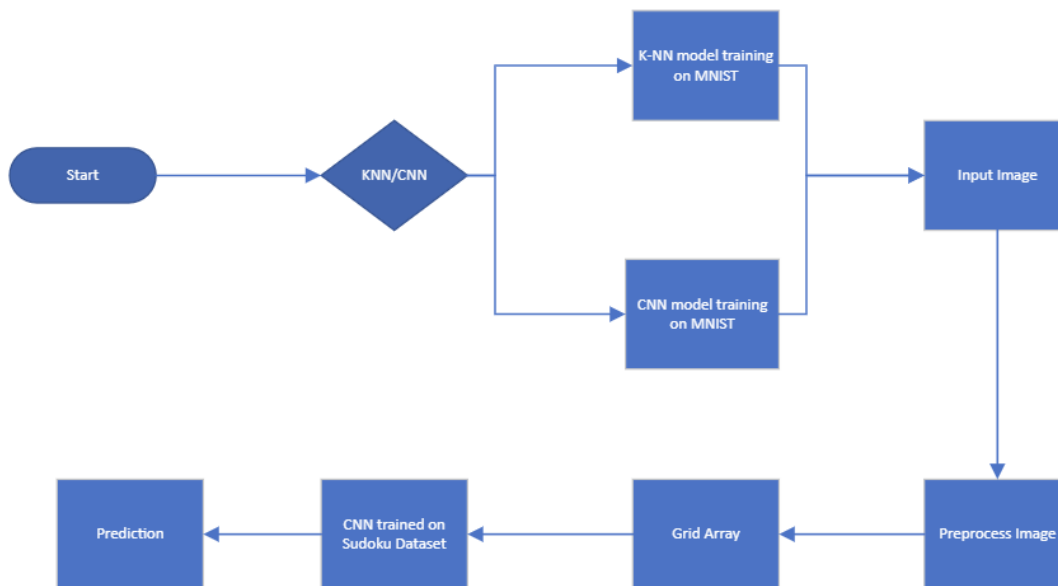 K-NN model training
on MNIST
Start
KNN/CNN
Input Image
CNN model training
on MNIST
Prediction
CNN trained on
Sudoku Dataset
Grid Array
Preprocess Image